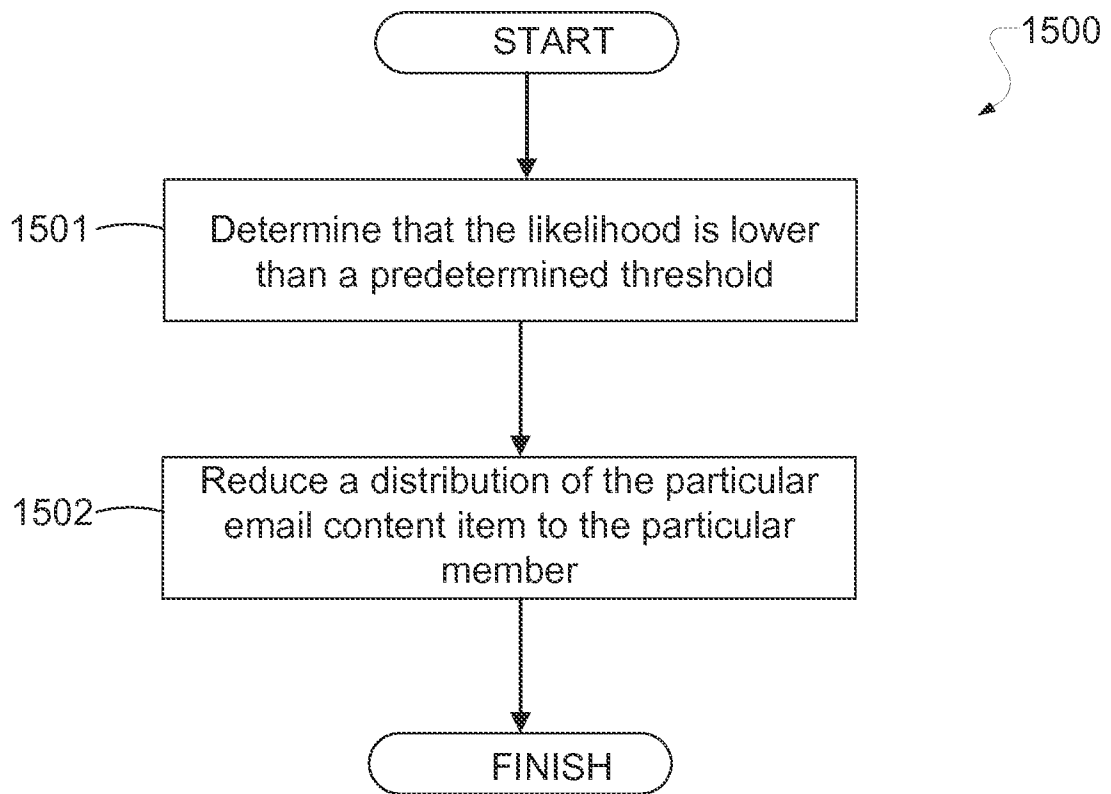 START
1500
1501
Determine that the likelihood is lower
than a predetermined threshold
1502
Reduce a distribution of the particular
email content item to the particular
member
FINISH